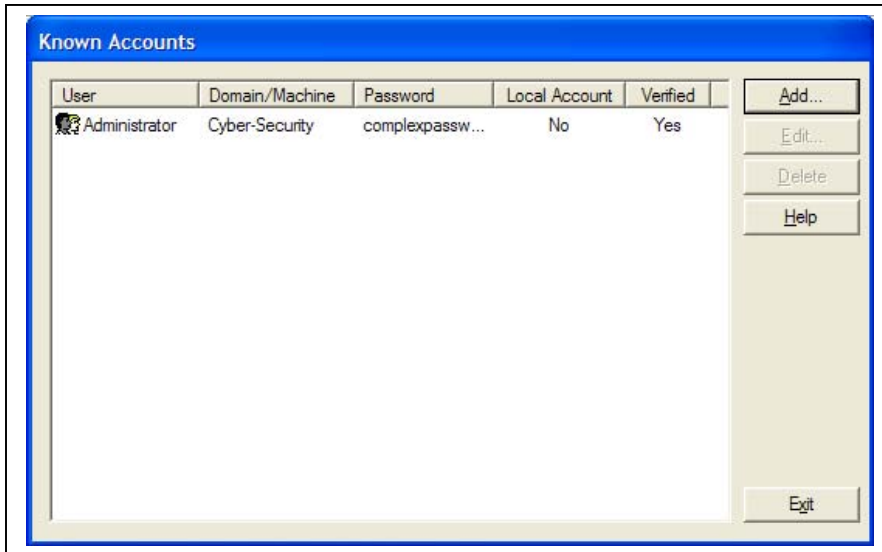 Known Accounts
User Domain/Machine Password Local Account Verified
Administrator Cyber-Security complexpassw... No Yes
Add...
Edit...
Delete
Help
Exit